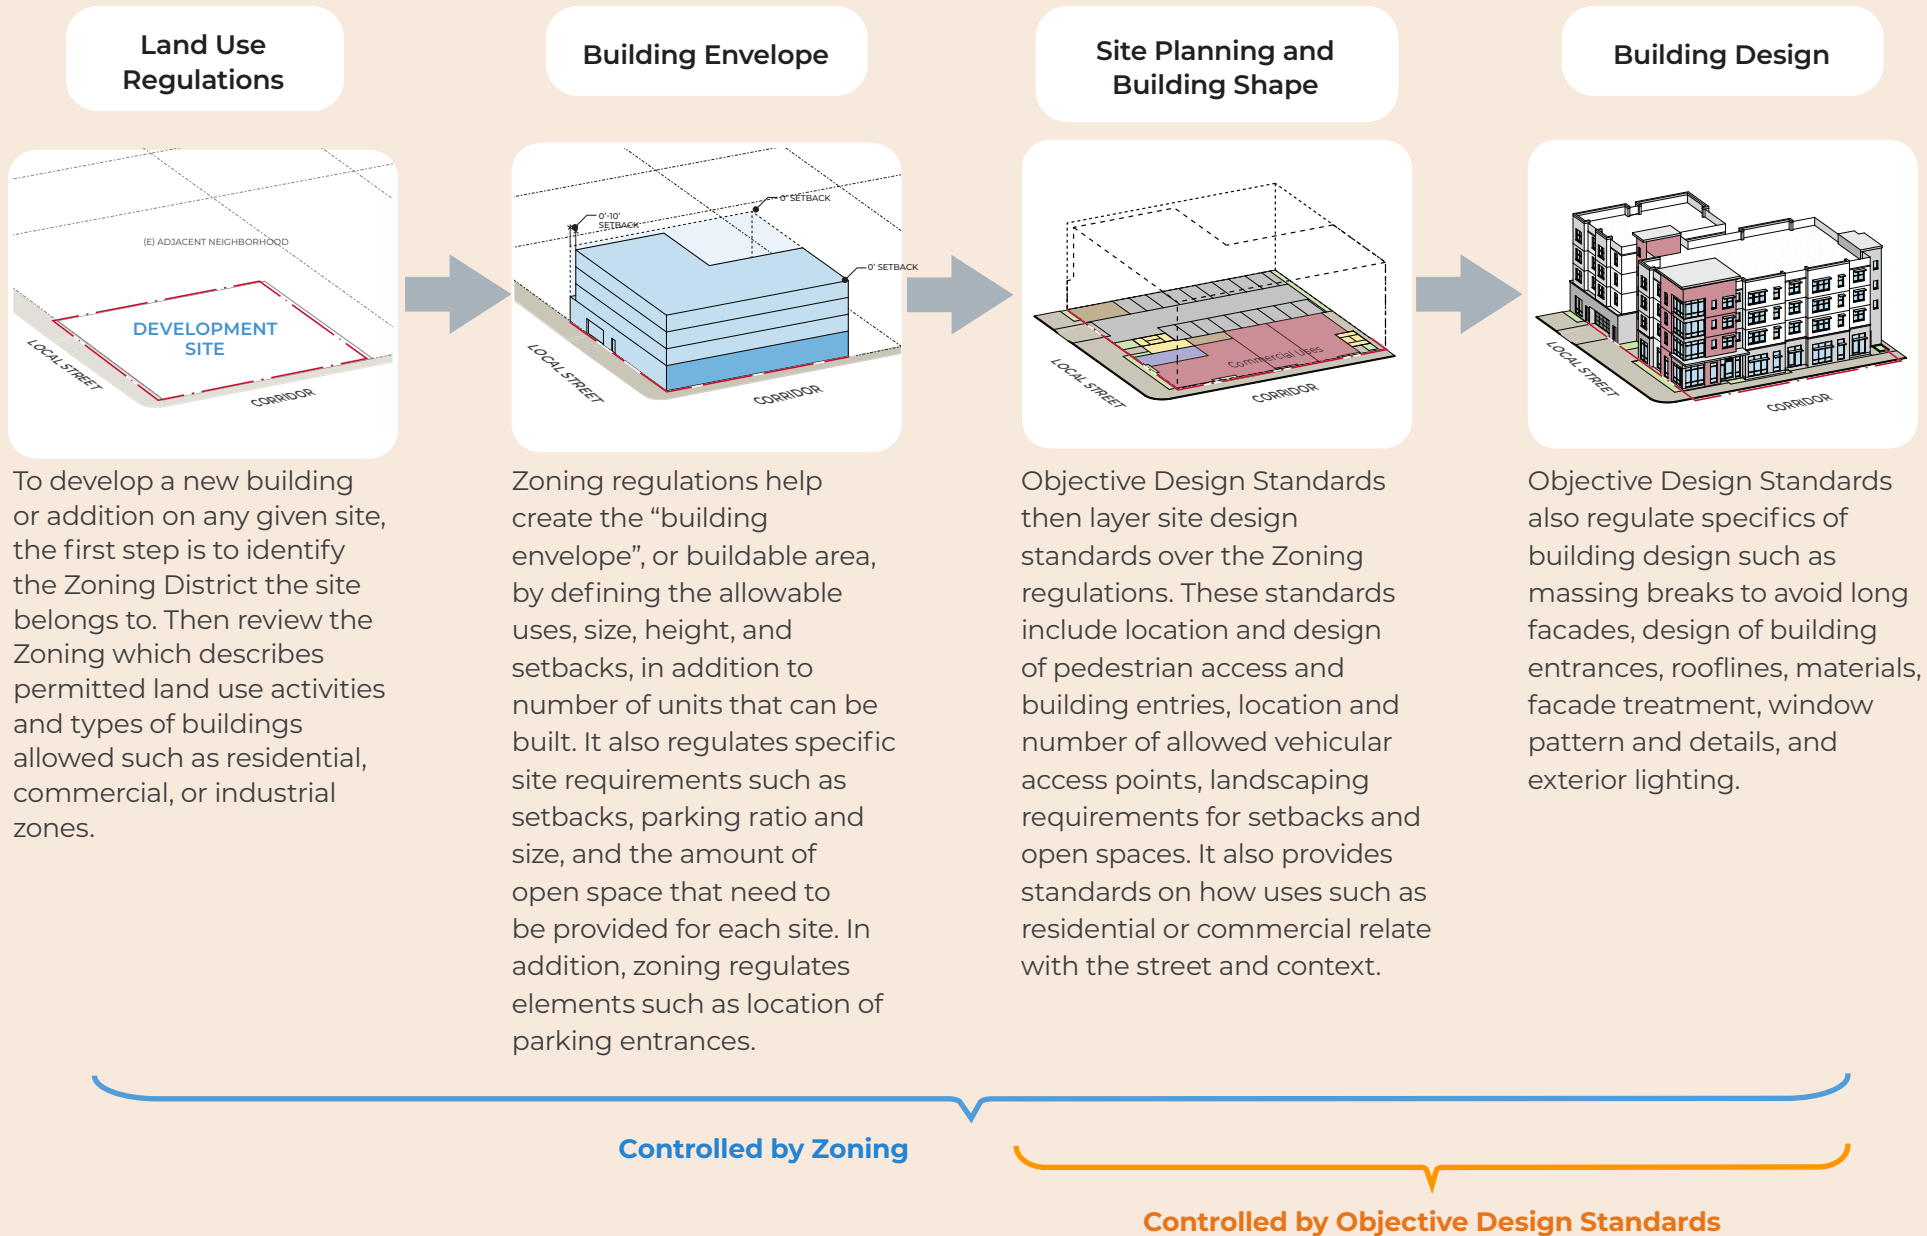 Land Use
Regulations
Building Envelope
Site Planning and
Building Shape
Building Design
(E) ADJACENT NEIGHBORHOOD
DEVELOPMENT
SITE
LOCAL STREET
CORRIDOR
0'-10'
SETBACK
0' SETBACK
0' SETBACK
LOCAL STREET
CORRIDOR
Commercial Uses
LOCAL STREET
CORRIDOR
LOCAL STREET
CORRIDOR
To develop a new building
or addition on any given site,
the first step is to identify
the Zoning District the site
belongs to. Then review the
Zoning which describes
permitted land use activities
and types of buildings
allowed such as residential,
commercial, or industrial
zones.
Zoning regulations help
create the “building
envelope”, or buildable area,
by defining the allowable
uses, size, height, and
setbacks, in addition to
number of units that can be
built. It also regulates specific
site requirements such as
setbacks, parking ratio and
size, and the amount of
open space that need to
be provided for each site. In
addition, zoning regulates
elements such as location of
parking entrances.
Objective Design Standards
then layer site design
standards over the Zoning
regulations. These standards
include location and design
of pedestrian access and
building entries, location and
number of allowed vehicular
access points, landscaping
requirements for setbacks and
open spaces. It also provides
standards on how uses such as
residential or commercial relate
with the street and context.
Objective Design Standards
also regulate specifics of
building design such as
massing breaks to avoid long
facades, design of building
entrances, rooflines, materials,
facade treatment, window
pattern and details, and
exterior lighting.
Controlled by Zoning
Controlled by Objective Design Standards